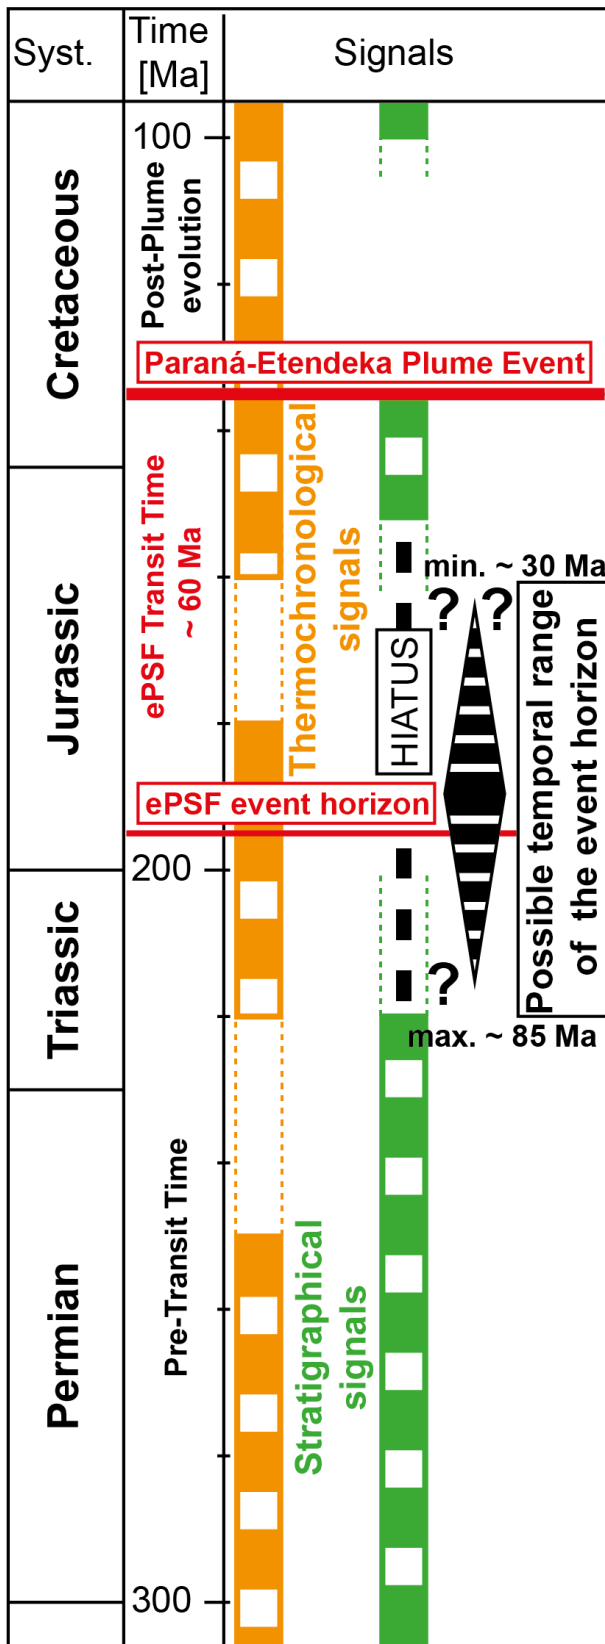 Syst.
Time
[Ma]
Signals
100
Cretaceous
Post-Plume
evolution
Paraná-Etendeka Plume Event
ePSF Transit Time
~ 60 Ma
Thermochronological
signals
min. ~ 30 Ma
? ?
Jurassic
HIATUS
Possible temporal range
of the event horizon
ePSF event horizon
200
Triassic
?
max. ~ 85 Ma
Pre-Transit Time
Stratigraphical
signals
Permian
300